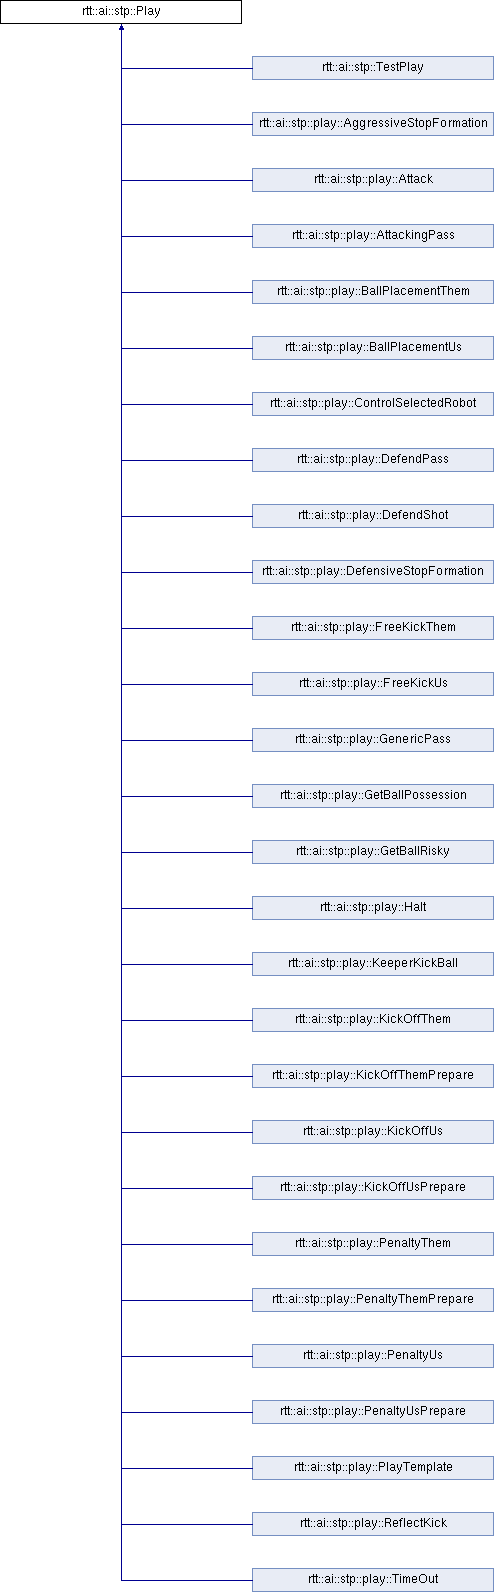 rtt::ai::stp::Play
rtt::ai::stp::TestPlay
rtt::ai::stp::play::AggressiveStopFormation
rtt::ai::stp::play::Attack
rtt::ai::stp::play::AttackingPass
rtt::ai::stp::play::BallPlacementThem
rtt::ai::stp::play::BallPlacementUs
rtt::ai::stp::play::ControlSelectedRobot
rtt::ai::stp::play::DefendPass
rtt::ai::stp::play::DefendShot
rtt::ai::stp::play::DefensiveStopFormation
rtt::ai::stp::play::FreeKickThem
rtt::ai::stp::play::FreeKickUs
rtt::ai::stp::play::GenericPass
rtt::ai::stp::play::GetBallPossession
rtt::ai::stp::play::GetBallRisky
rtt::ai::stp::play::Halt
rtt::ai::stp::play::KeeperKickBall
rtt::ai::stp::play::KickOffThem
rtt::ai::stp::play::KickOffThemPrepare
rtt::ai::stp::play::KickOffUs
rtt::ai::stp::play::KickOffUsPrepare
rtt::ai::stp::play::PenaltyThem
rtt::ai::stp::play::PenaltyThemPrepare
rtt::ai::stp::play::PenaltyUs
rtt::ai::stp::play::PenaltyUsPrepare
rtt::ai::stp::play::PlayTemplate
rtt::ai::stp::play::ReflectKick
rtt::ai::stp::play::TimeOut